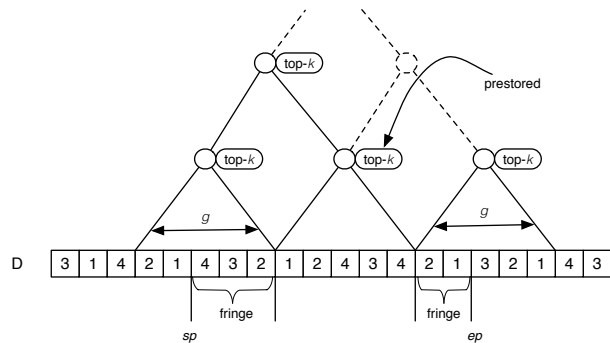 top-k
prestored
top-k top-k top-k
g g
D 3 1 4 2 1 4 3 2 1 2 4 3 4 2 1 3 2 1 4 3
fringe fringe
sp ep